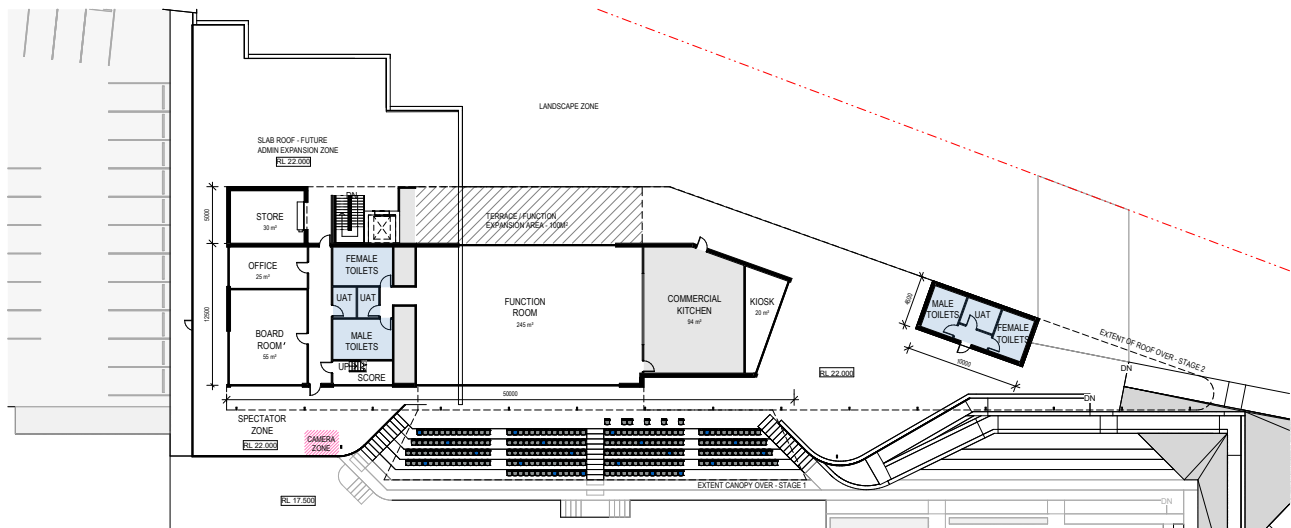 LANDSCAPE ZONE
SLAB ROOF - FUTURE
ADMIN EXPANSION ZONE
RL 22.000
DN
5000
STORE
30 m²
TERRACE / FUNCTION
EXPANSION AREA - 100M²
OFFICE
25 m²
FEMALE
TOILETS
UAT
UAT
12500
BOARD
ROOM
55 m²
MALE
TOILETS
UP
SCORE
FUNCTION
ROOM
245 m²
COMMERCIAL
KITCHEN
94 m²
KIOSK
20 m²
4500
MALE
TOILETS
UAT
FEMALE
TOILETS
10000
EXTENT OF ROOF OVER - STAGE 2
DN
RL 22.000
50000
DN
SPECTATOR
ZONE
RL 22.000
CAMERA
ZONE
EXTENT CANOPY OVER - STAGE 1
RL 17.500
DN